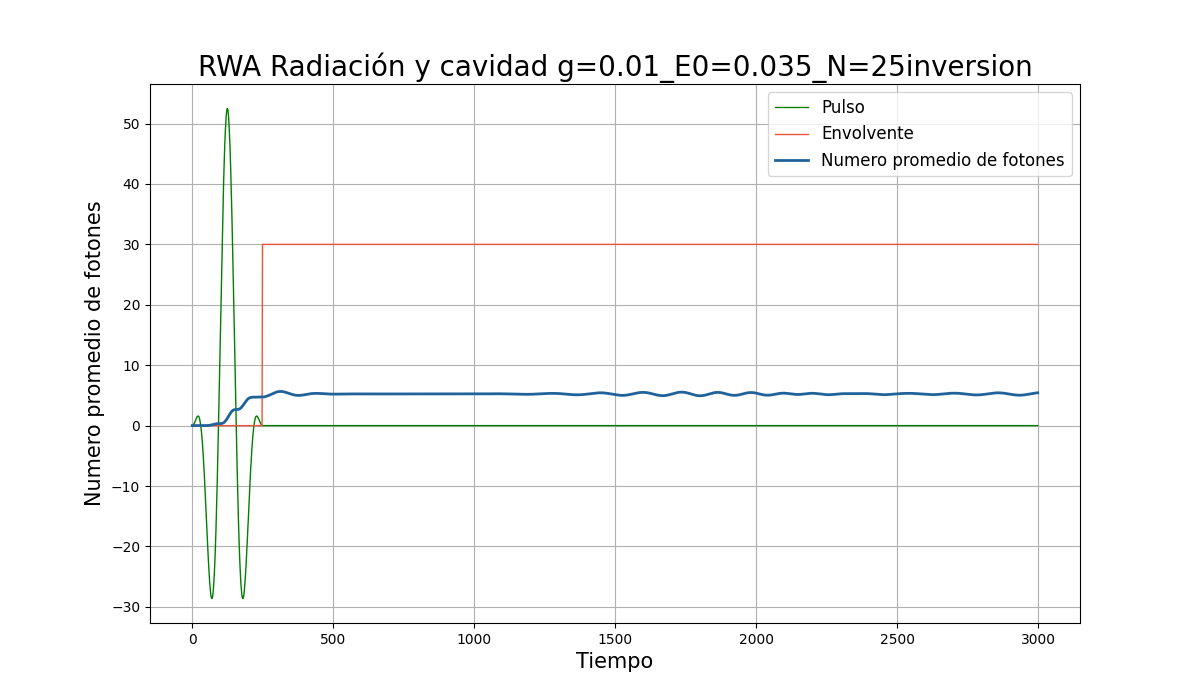 RWA Radiación y cavidad g=0.01_E0=0.035_N=25inversion
Pulso
Envolvente
Numero promedio de fotones
Numero promedio de fotones
50
40
30
20
10
0
−10
−20
−30
0 500 1000 1500 2000 2500 3000
Tiempo